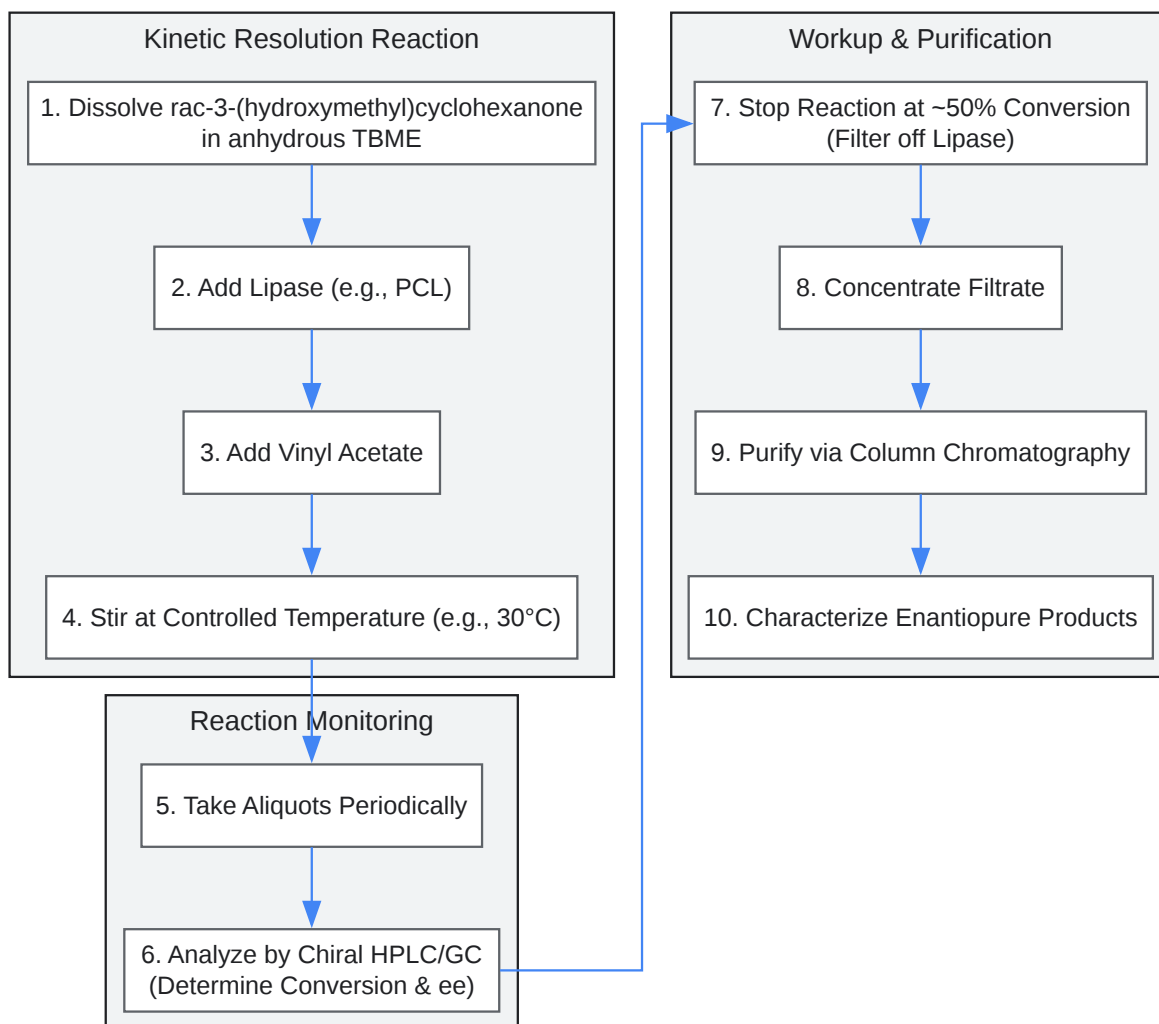 Kinetic Resolution Reaction
1. Dissolve rac-3-(hydroxymethyl)cyclohexanone
in anhydrous TBME
2. Add Lipase (e.g., PCL)
3. Add Vinyl Acetate
4. Stir at Controlled Temperature (e.g., 30°C)
Reaction Monitoring
5. Take Aliquots Periodically
6. Analyze by Chiral HPLC/GC
(Determine Conversion & ee)
Workup & Purification
7. Stop Reaction at ~50% Conversion
(Filter off Lipase)
8. Concentrate Filtrate
9. Purify via Column Chromatography
10. Characterize Enantiopure Products